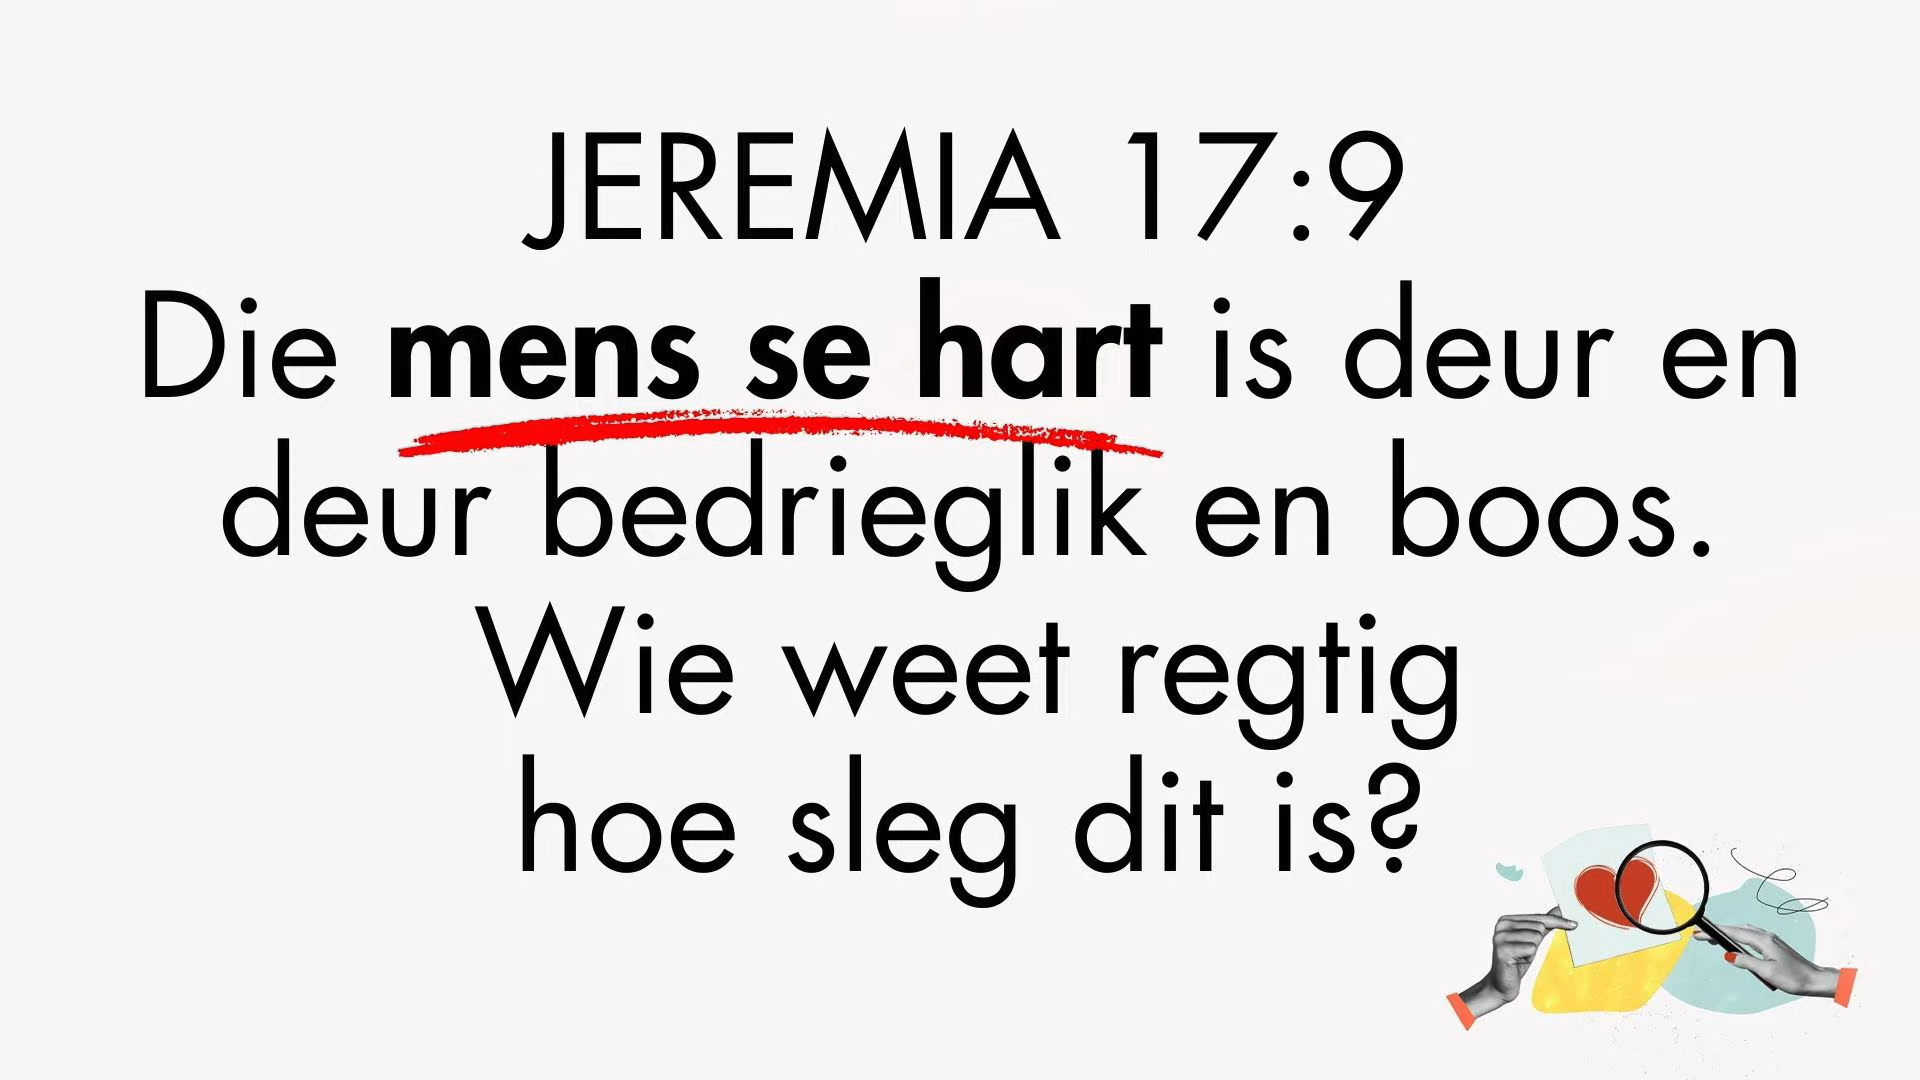 JEREMIA 17:9
Die mens se hart is deur en
deur bedrieglik en boos.
Wie weet regtig
hoe sleg dit is?